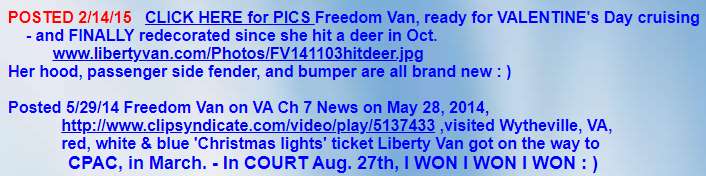 POSTED 2/14/15 CLICK HERE for PICS Freedom Van, ready for VALENTINE's Day cruising
- and FINALLY redecorated since she hit a deer in Oct.
www.libertyvan.com/Photos/FV141103hitdeer.jpg
Her hood, passenger side fender, and bumper are all brand new : )
Posted 5/29/14 Freedom Van on VA Ch 7 News on May 28, 2014,
http://www.clipsyndicate.com/video/play/5137433 ,visited Wytheville, VA,
red, white & blue 'Christmas lights' ticket Liberty Van got on the way to
CPAC, in March. - In COURT Aug. 27th, I WON I WON I WON : )